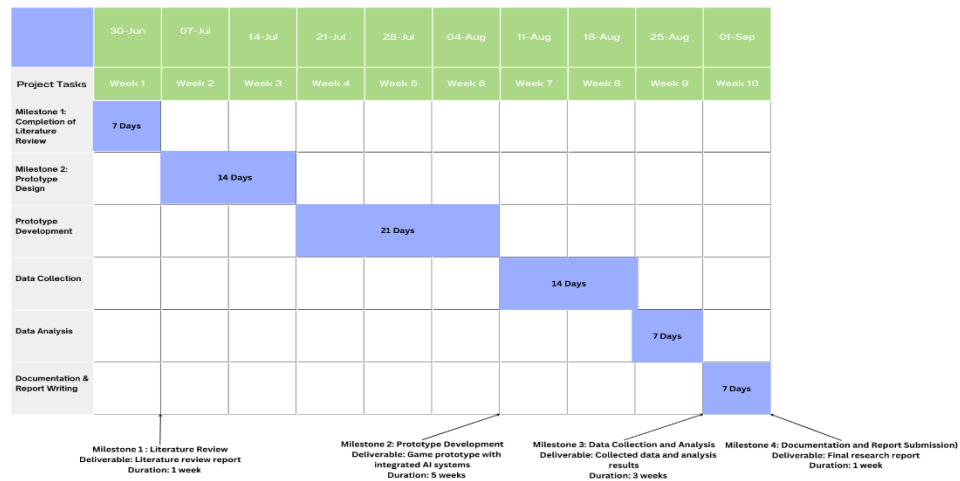 30-Jun 07-Jul 14-Jul 21-Jul 28-Jul 04-Aug 11-Aug 18-Aug 25-Aug 01-Sep
Project Tasks Week 1 Week 2 Week 3 Week 4 Week 5 Week 6 Week 7 Week 8 Week 9 Week 10
Milestone 1:
Completion of
Literature
Review
7 Days
Milestone 2:
Prototype
Design
14 Days
Prototype
Development
21 Days
Data Collection
14 Days
Data Analysis
7 Days
Documentation &
Report Writing
7 Days
Milestone 1 : Literature Review
Deliverable: Literature review report
Duration: 1 week
Milestone 2: Prototype Development
Deliverable: Game prototype with
integrated AI systems
Duration: 5 weeks
Milestone 3: Data Collection and Analysis
Deliverable: Collected data and analysis
results
Duration: 3 weeks
Milestone 4: Documentation and Report Submission)
Deliverable: Final research report
Duration: 1 week